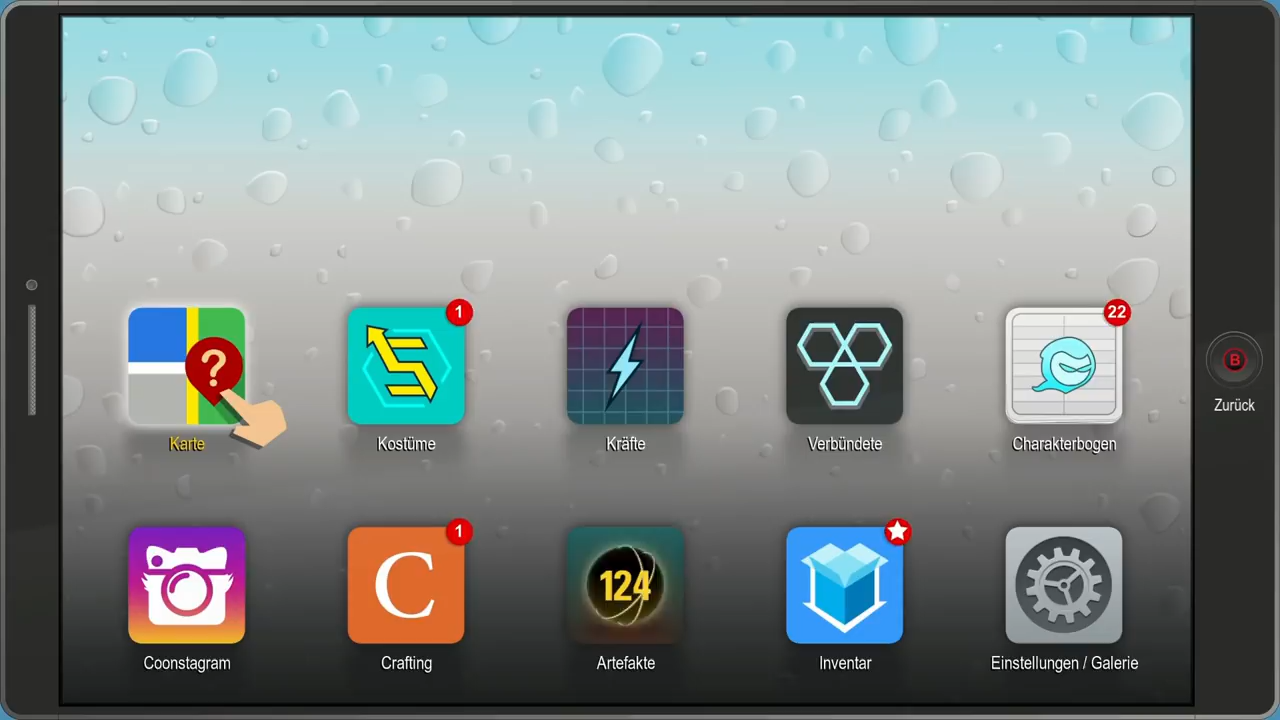 ?
1
22
Karte
Kostüme
Kräfte
Verbündete
Charakterbogen
B
Zurück
1
C
124
Coonstagram
Crafting
Artefakte
Inventar
Einstellungen / Galerie